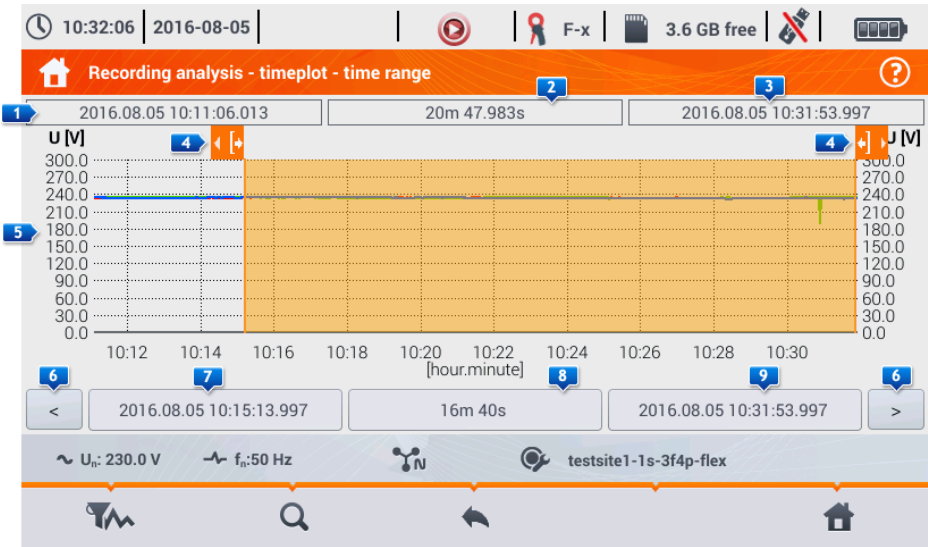 10:32:06 2016-08-05 F-x 3.6 GB free
Recording analysis - timeplot - time range ?
2 3
1 2016.08.05 10:11:06.013 20m 47.983s 2016.08.05 10:31:53.997
U [V] 4 4 U [V]
300.0 300.0
270.0 270.0
240.0 240.0
210.0 210.0
5 180.0 180.0
150.0 150.0
120.0 120.0
90.0 90.0
60.0 60.0
30.0 30.0
0.0 0.0
10:12 10:14 10:16 10:18 10:20 10:22 10:24 10:26 10:28 10:30
[hour.minute]
6 7 8 9 6
< 2016.08.05 10:15:13.997 16m 40s 2016.08.05 10:31:53.997 >
Un: 230.0 V fn:50 Hz N testsite1-1s-3f4p-flex